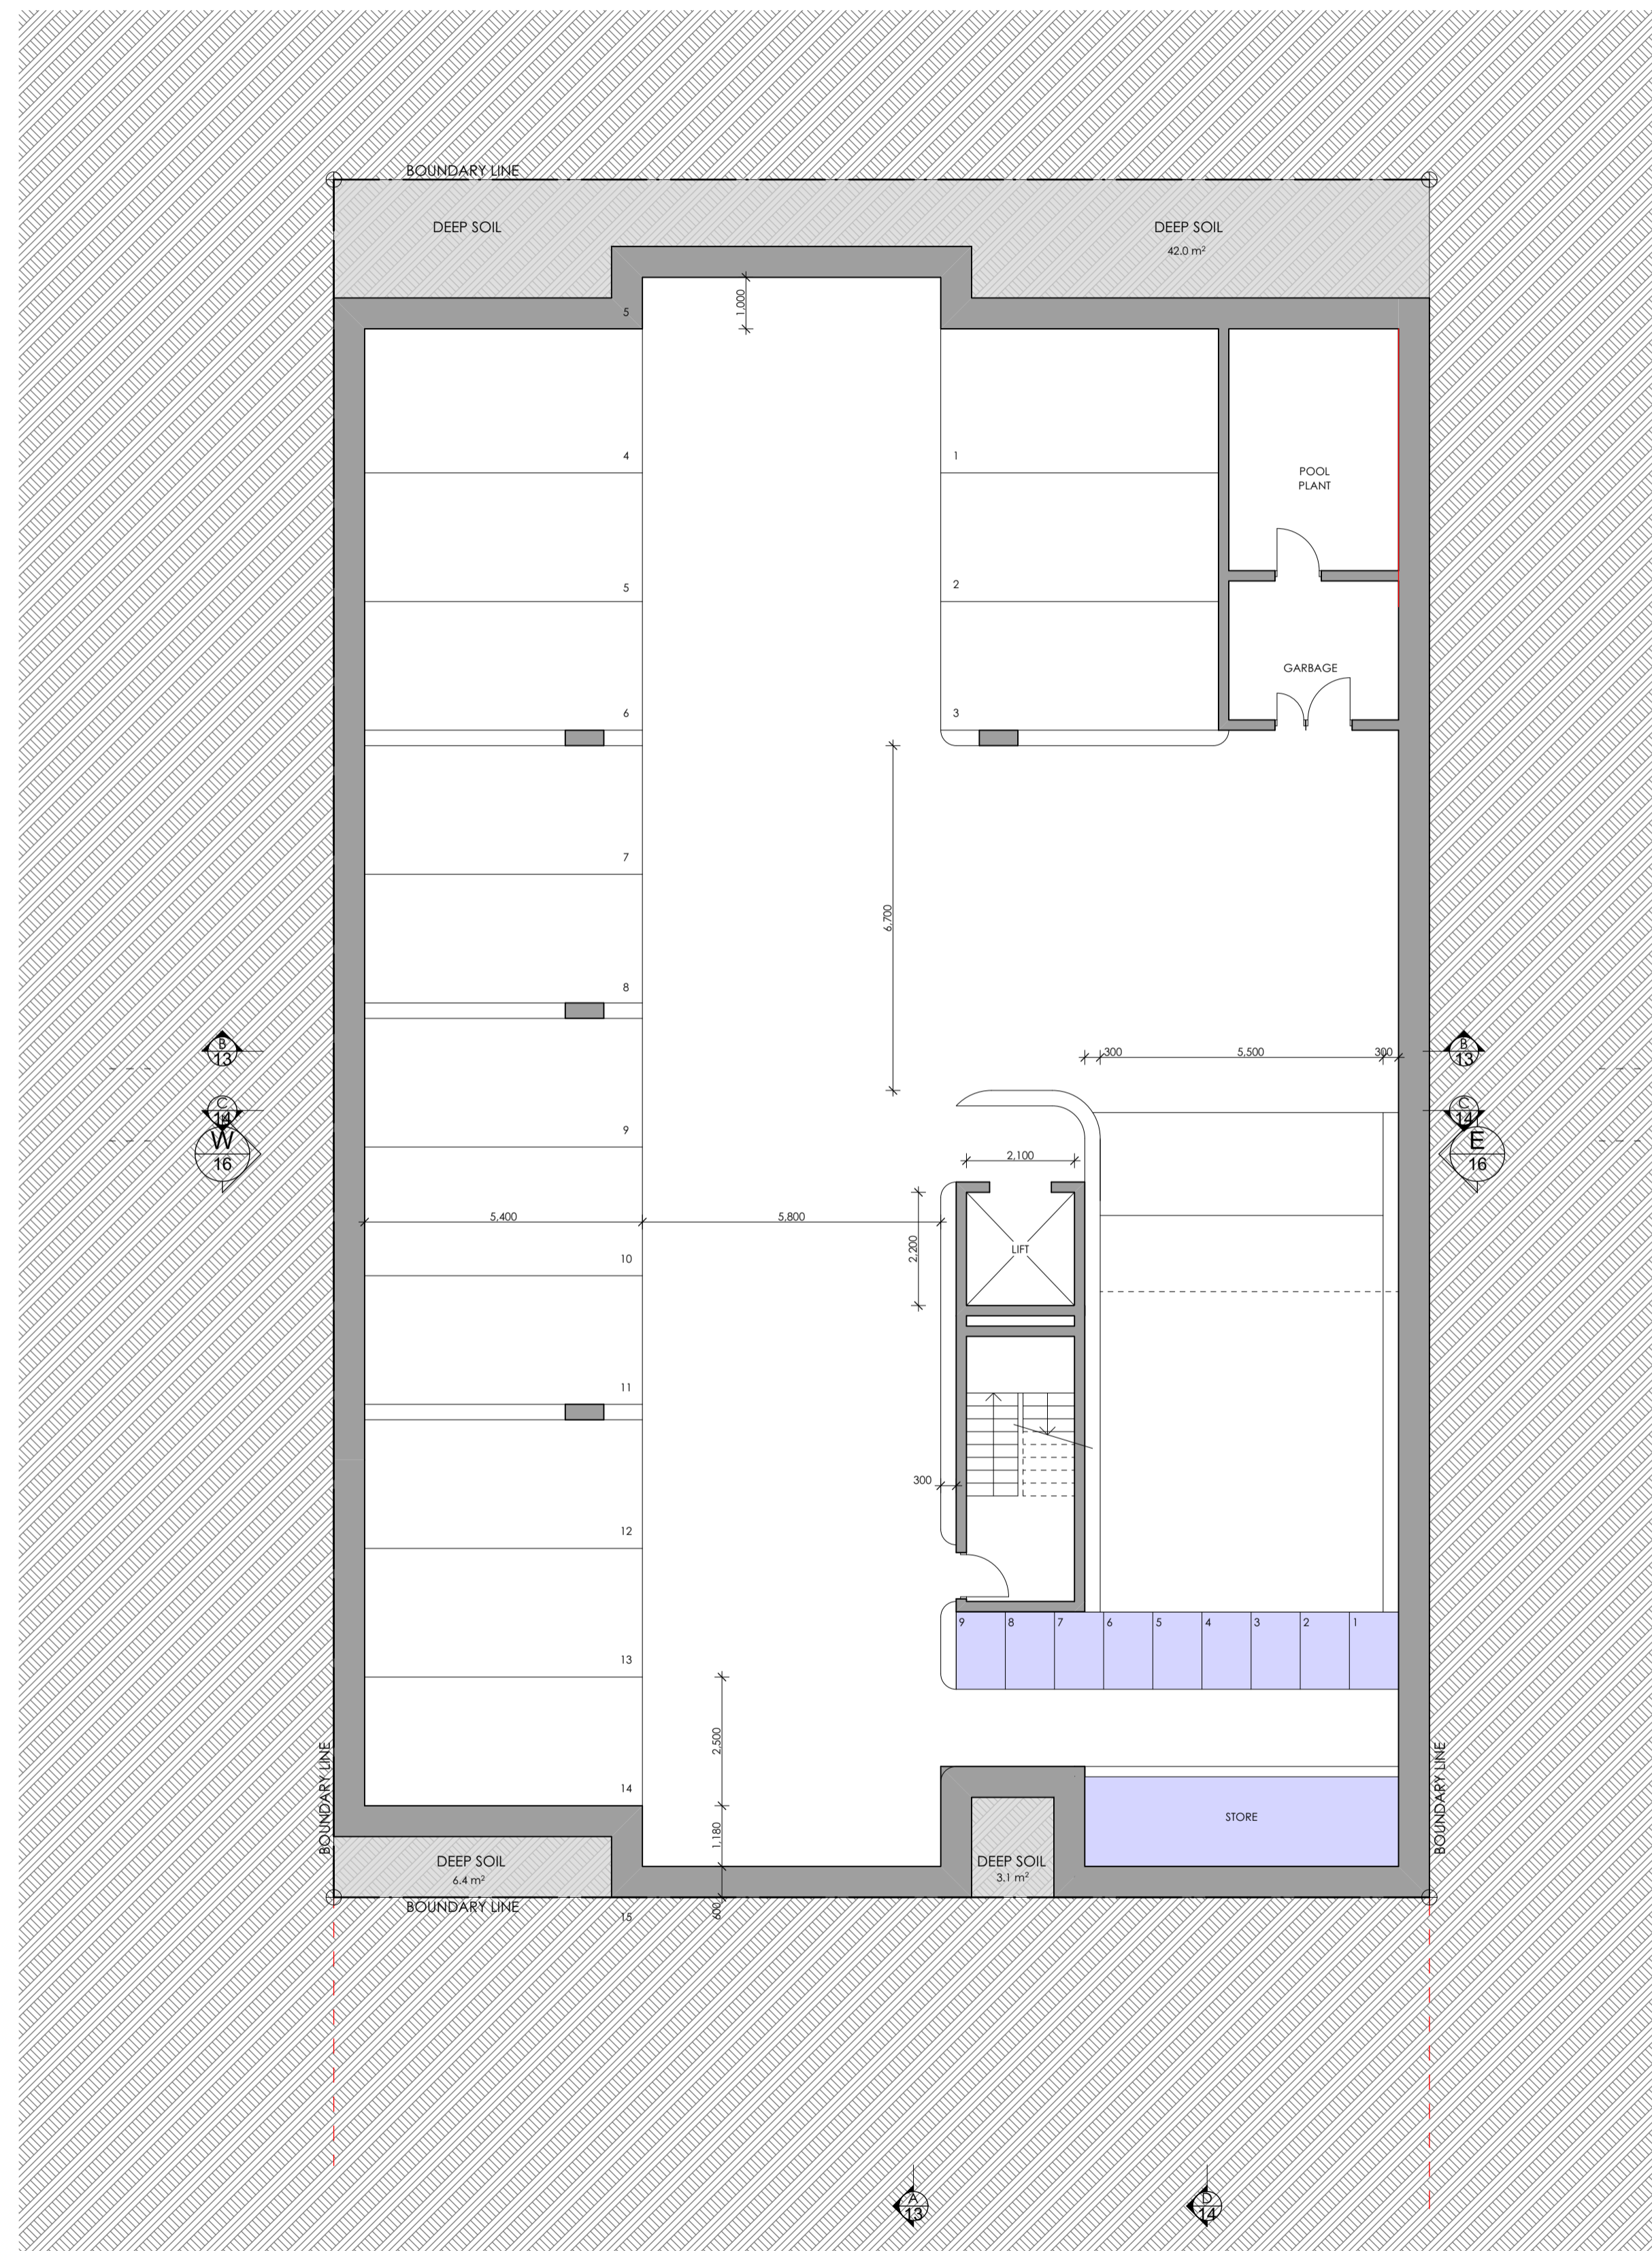 BOUNDARY LINE
DEEP SOIL
DEEP SOIL
42.0 m²
1,000
5
4
1
POOL
PLANT
5
2
GARBAGE
6
3
7
6,700
8
B
13
300
5,500
300
B
13
C
14
C
14
W
16
9
2,100
E
16
5,400
5,800
2,200
LIFT
10
11
300
12
9
8
7
6
5
4
3
2
1
13
2,500
14
BOUNDARY LINE
BOUNDARY LINE
STORE
1,180
DEEP SOIL
6.4 m²
DEEP SOIL
3.1 m²
BOUNDARY LINE
15
600
A
13
D
14